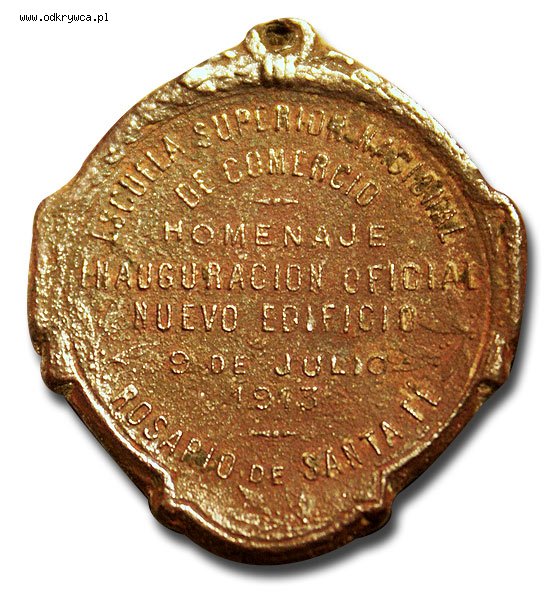 www.odkrywca.pl
ESCUELA SUPERIOR NACIONAL
DE COMERCIO
HOMENAJE
INAUGURACION OFICIAL
NUEVO EDIFICIO
9 DE JULIO
1913
ROSARIO DE SANTA FE